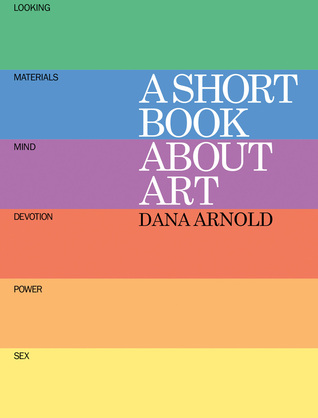 LOOKING
MATERIALS
A SHORT
BOOK
MIND
ABOUT
ART
DEVOTION
DANA ARNOLD
POWER
SEX